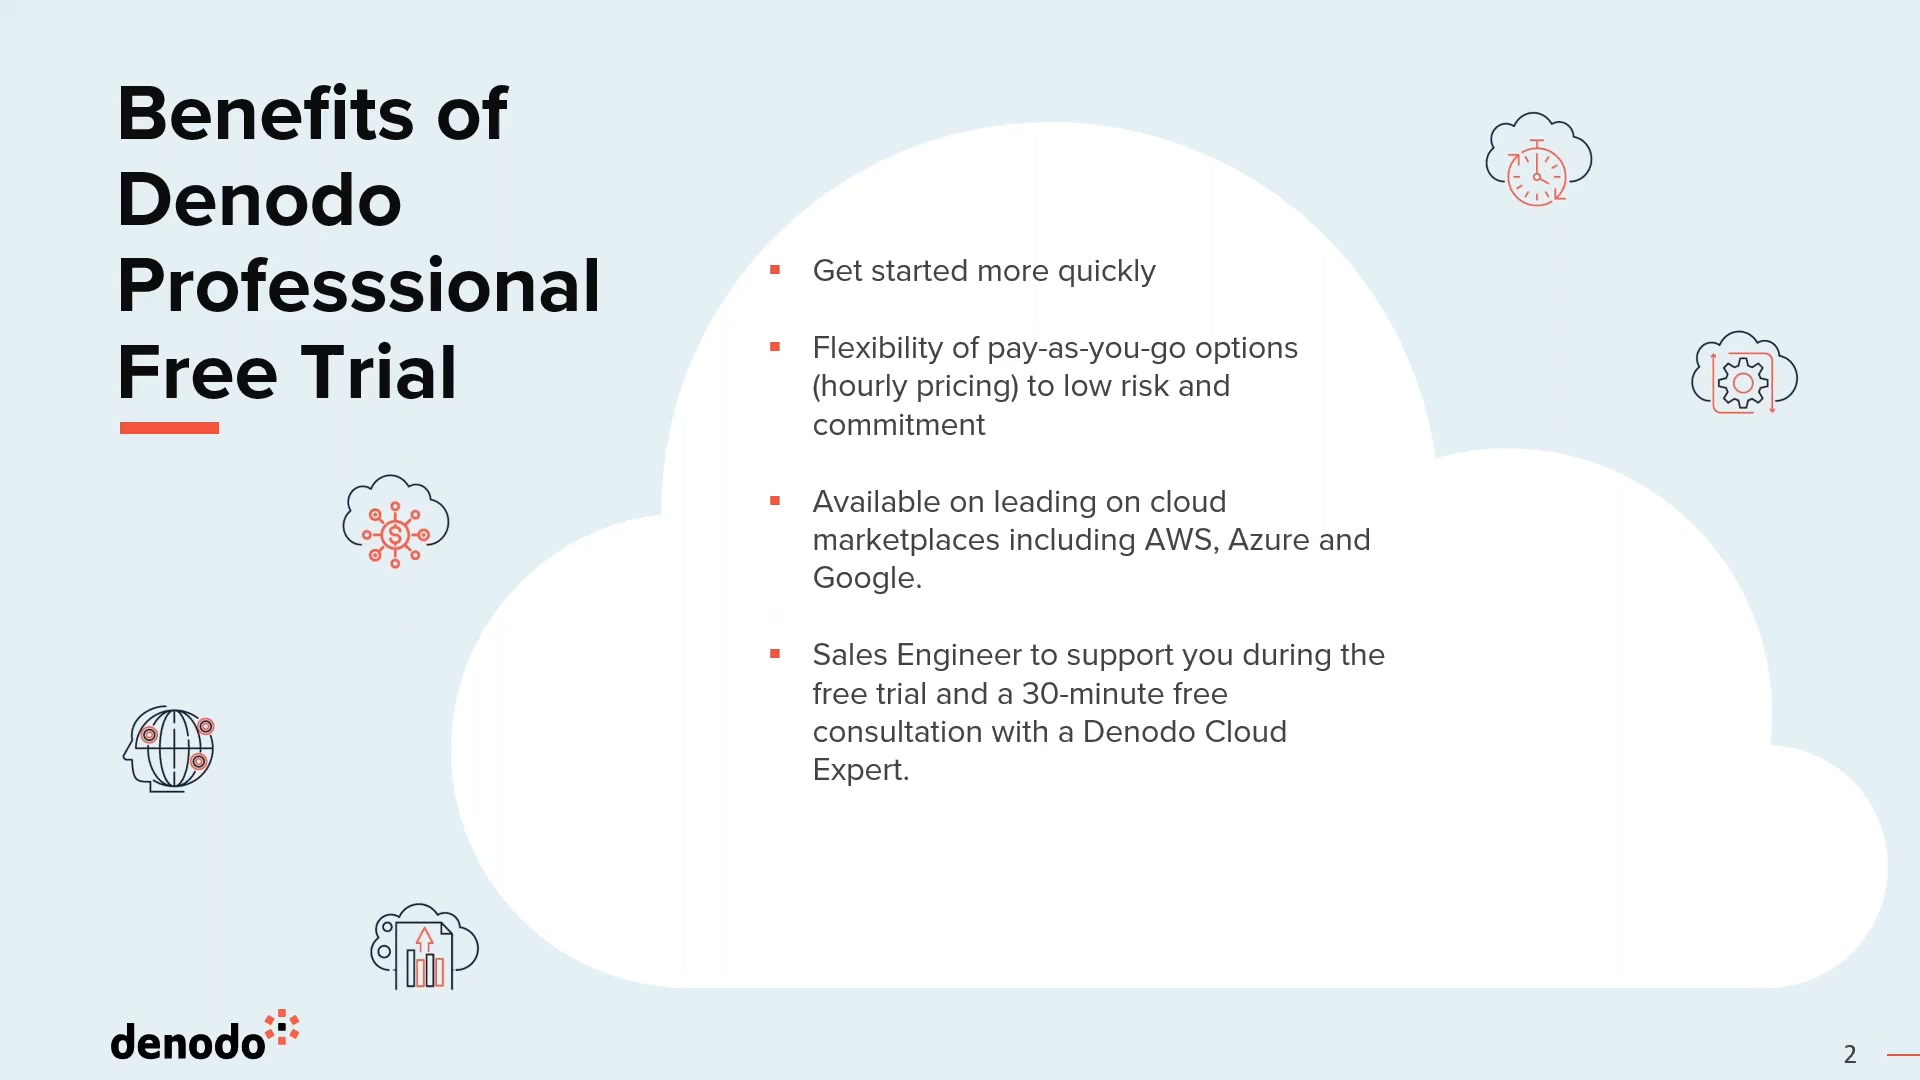 Benefits of
Denodo
Professsional
Free Trial
Get started more quickly
Flexibility of pay-as-you-go options
(hourly pricing) to low risk and
commitment
Available on leading on cloud
marketplaces including AWS, Azure and
Google.
Sales Engineer to support you during the
free trial and a 30-minute free
consultation with a Denodo Cloud
Expert.
$
denodo
2